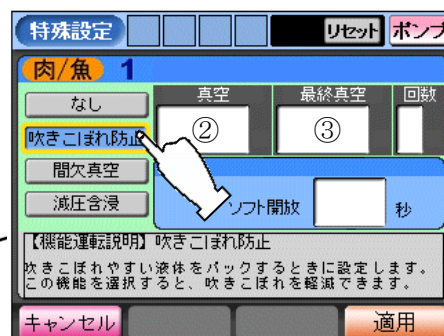 特殊設定 リセット ポンプ
肉/魚 1
なし 真空 最終真空 回数
吹きこぼれ防止 ② ③
間欠真空
減圧含浸 ソフト開放 秒
【機能運転説明】吹きこぼれ防止
吹きこぼれやすい液体をパックするときに設定します。
この機能を選択すると、吹きこぼれを軽減できます。
キャンセル 適用